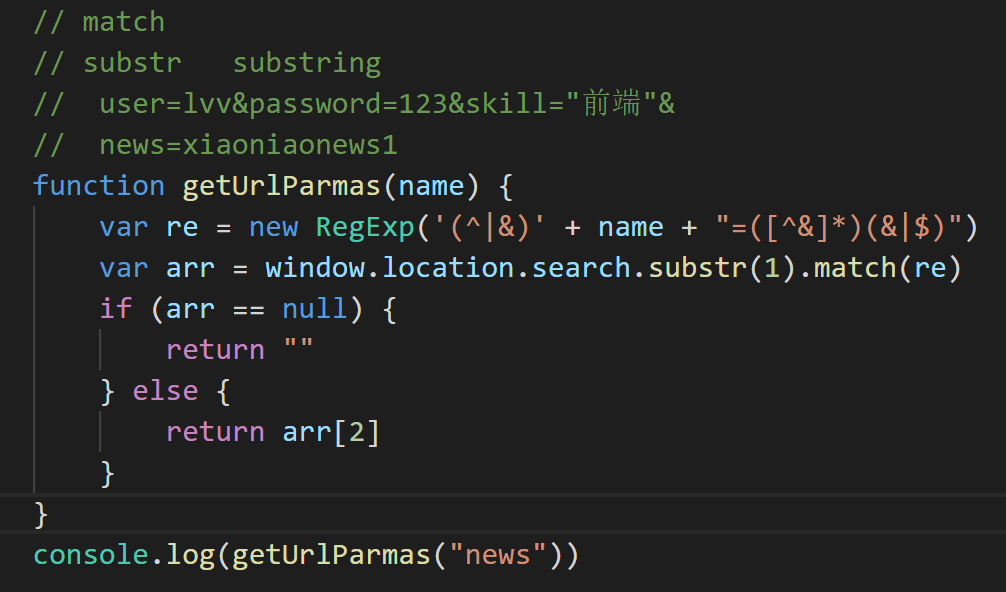 // match
// substr   substring
//  user=lvv&password=123&skill="前端"&
//  news=xiaoniaonews1
function getUrlParmas(name) {
    var re = new RegExp('(^|&)' + name + "=([^&]*)(&|$)")
    var arr = window.location.search.substr(1).match(re)
    if (arr == null) {
        return ""
    } else {
        return arr[2]
    }
}
console.log(getUrlParmas("news"))